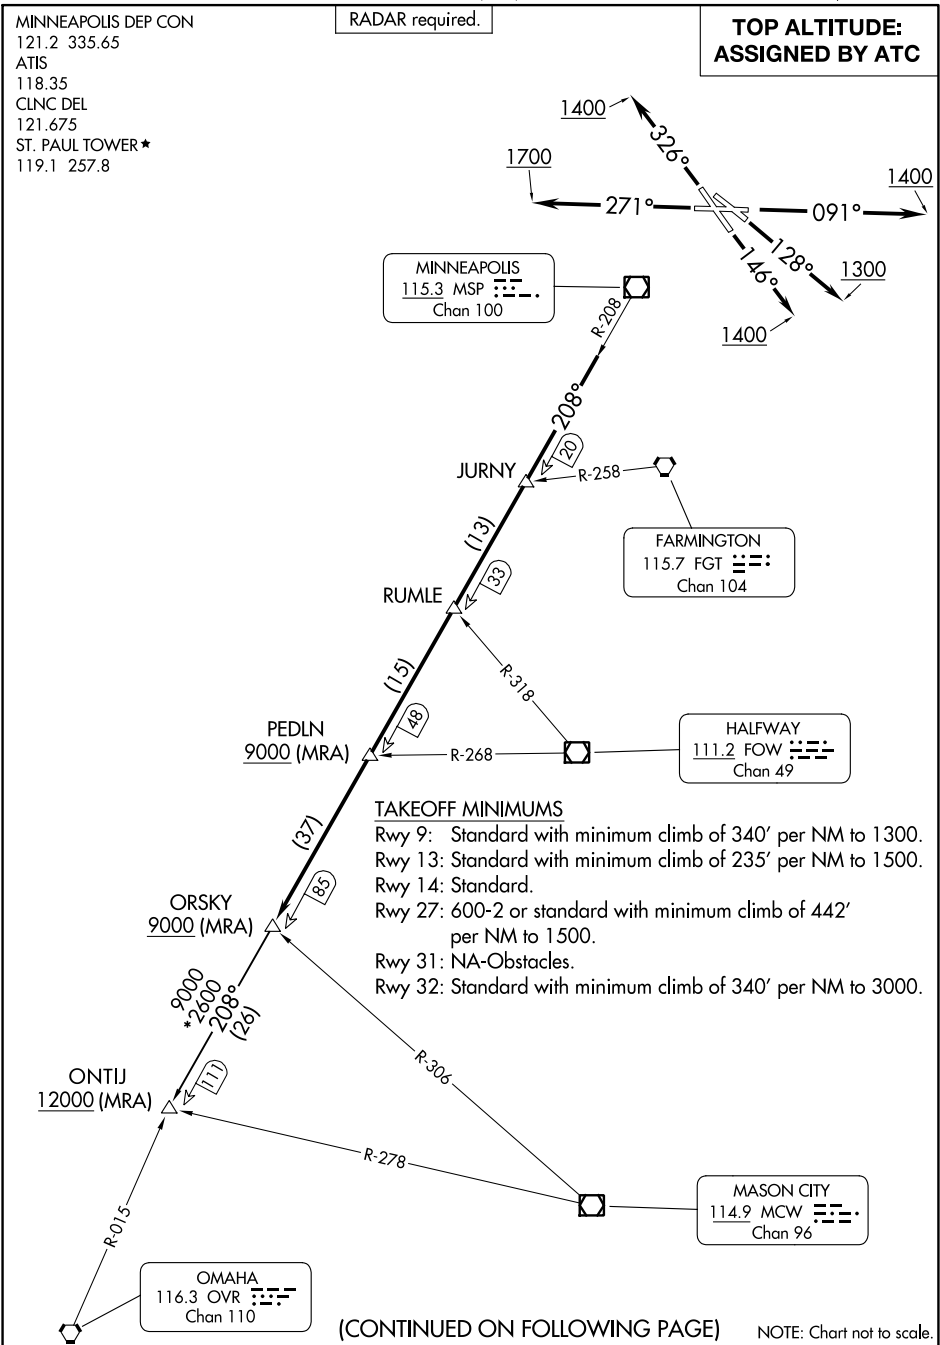 MINNEAPOLIS DEP CON
121.2 335.65
ATIS
118.35
CLNC DEL
121.675
ST. PAUL TOWER★
119.1 257.8
RADAR required.
TOP ALTITUDE:
ASSIGNED BY ATC
1400
326°
1700
271°
091°
1400
128°
1300
146°
1400
MINNEAPOLIS
115.3 MSP
Chan 100
R-208
208°
JURNY
20
R-258
FARMINGTON
115.7 FGT
Chan 104
(13)
RUMLE
33
R-318
(15)
PEDLN
9000 (MRA)
48
R-268
HALFWAY
111.2 FOW
Chan 49
(37)
TAKEOFF MINIMUMS
Rwy 9: Standard with minimum climb of 340' per NM to 1300.
Rwy 13: Standard with minimum climb of 235' per NM to 1500.
Rwy 14: Standard.
Rwy 27: 600-2 or standard with minimum climb of 442'
per NM to 1500.
Rwy 31: NA-Obstacles.
Rwy 32: Standard with minimum climb of 340' per NM to 3000.
ORSKY
9000 (MRA)
85
9000
*2600
208°
(26)
R-306
ONTIJ
12000 (MRA)
111
R-278
MASON CITY
114.9 MCW
Chan 96
R-015
OMAHA
116.3 OVR
Chan 110
(CONTINUED ON FOLLOWING PAGE)
NOTE: Chart not to scale.